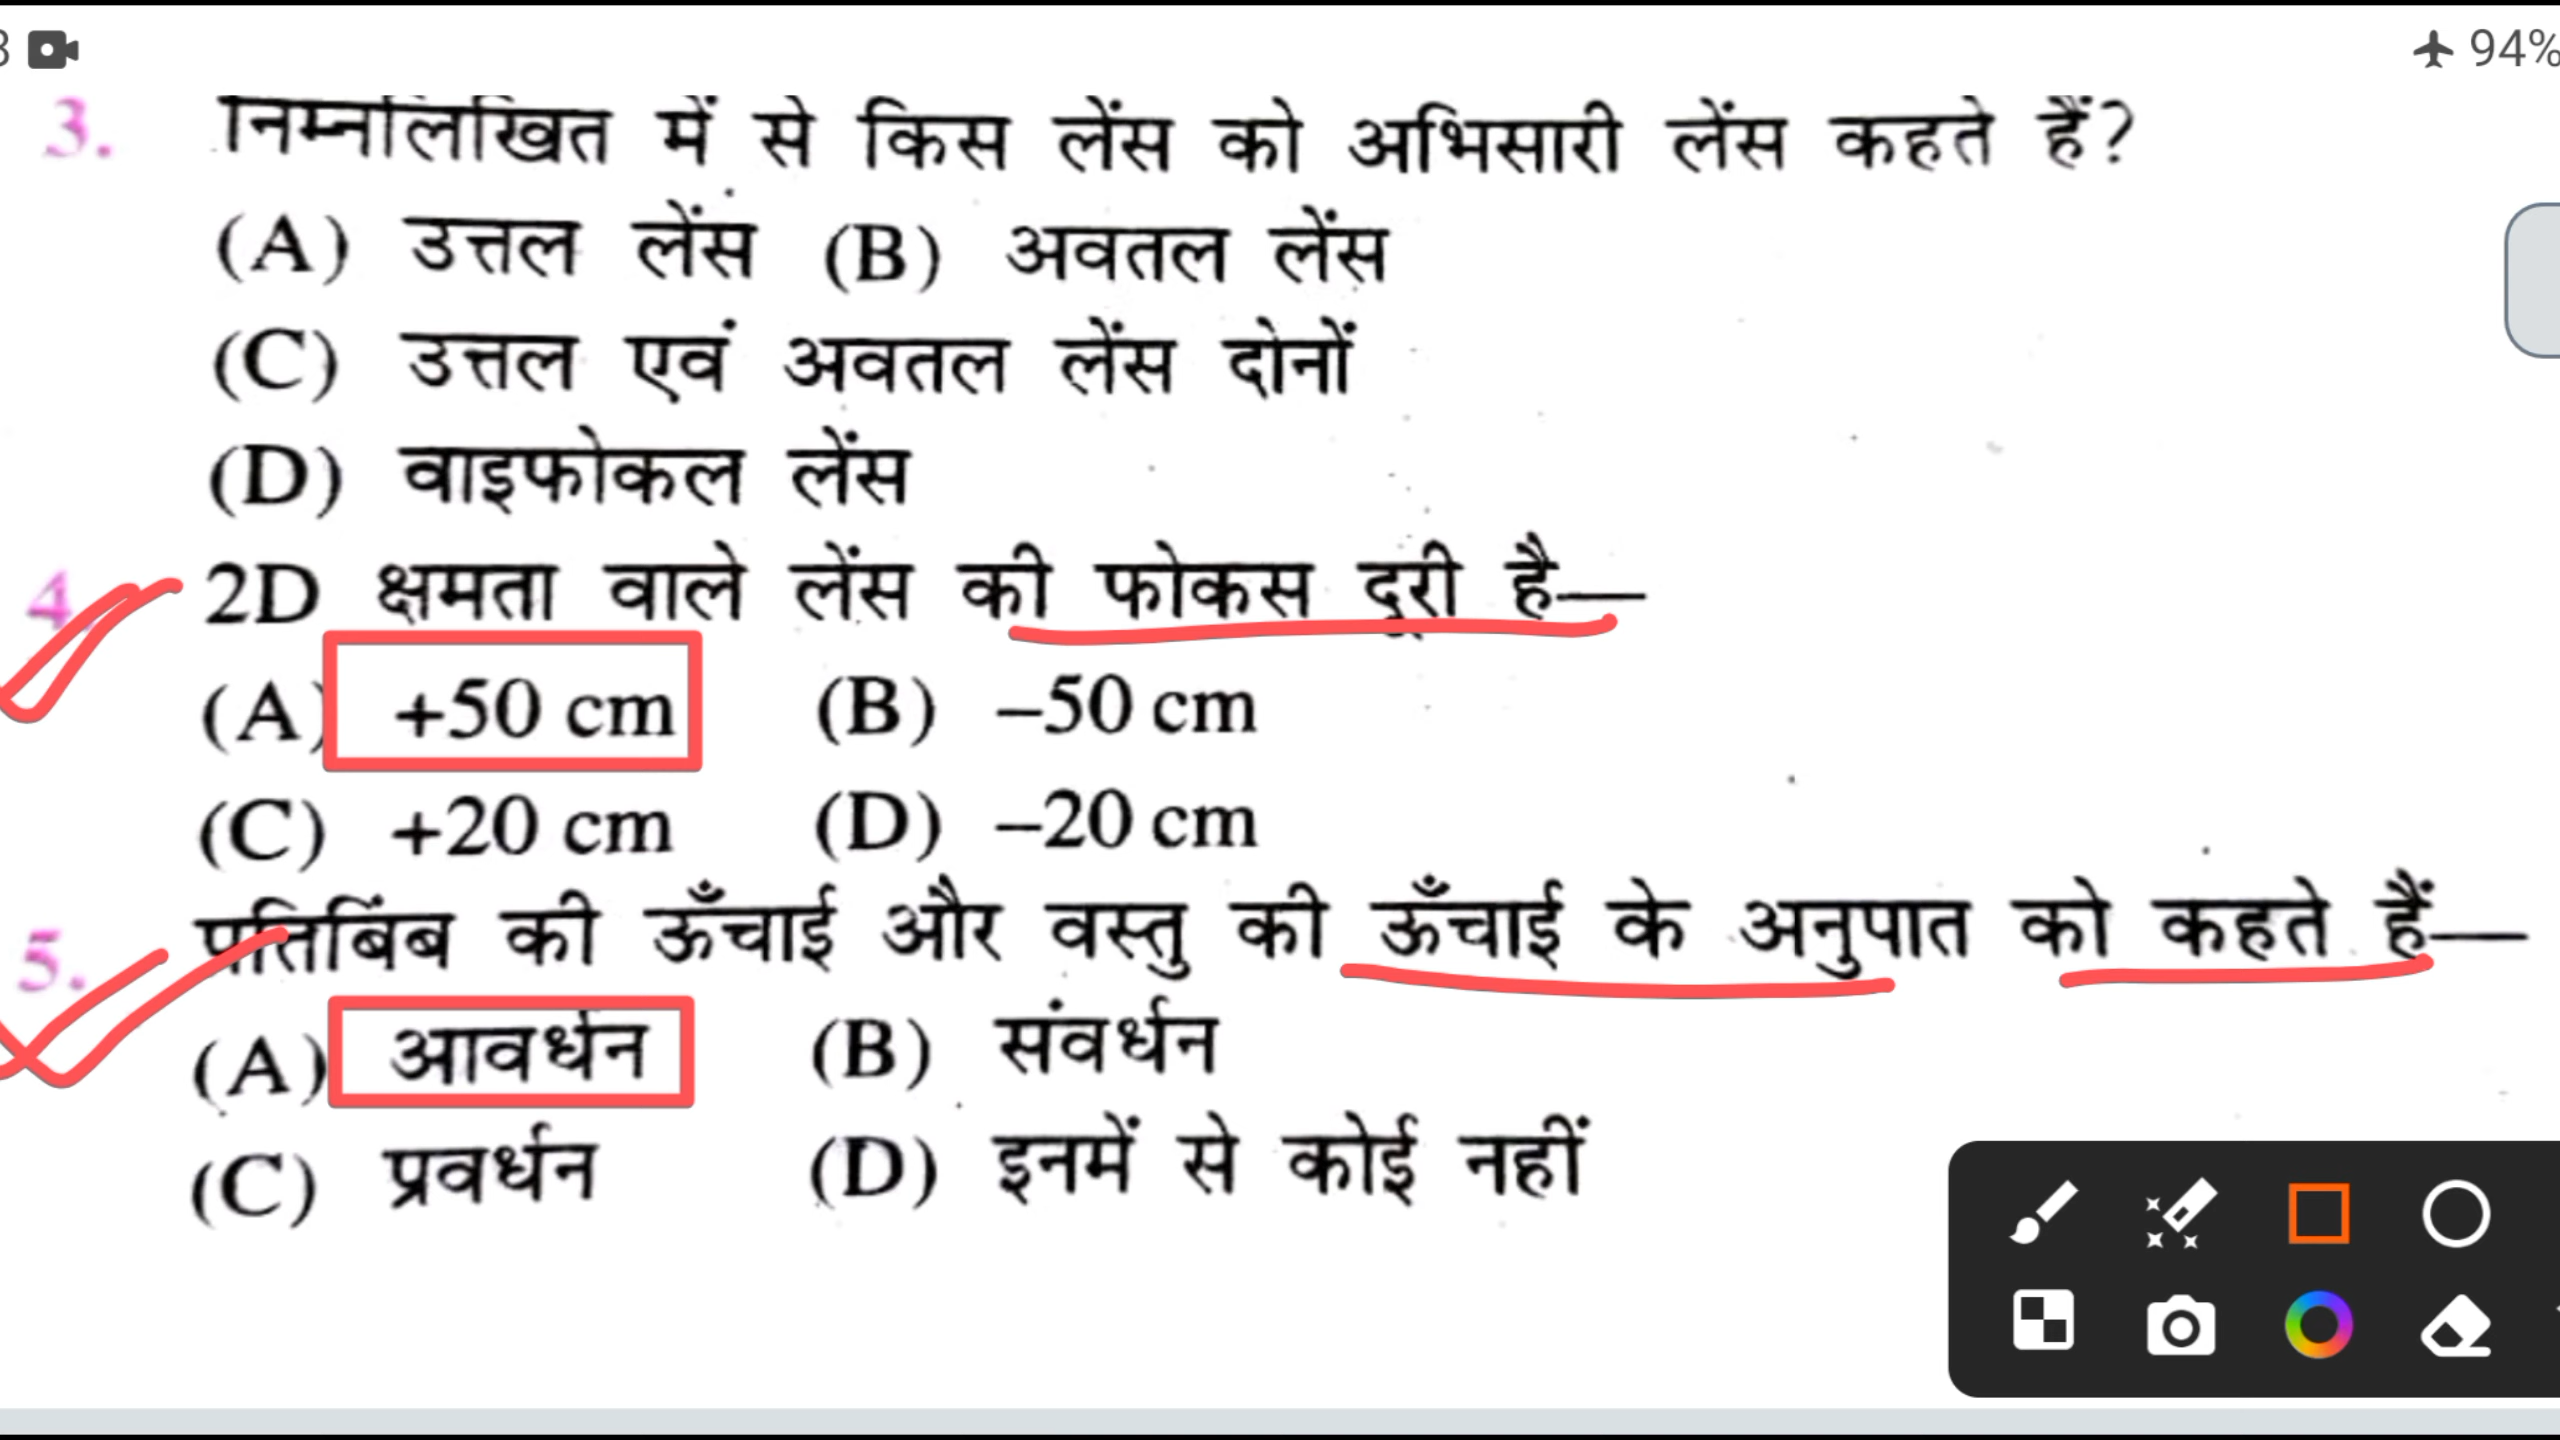 94%
3. निम्नलिखित में से किस लेंस को अभिसारी लेंस कहते हैं?
(A) उत्तल लेंस (B) अवतल लेंस
(C) उत्तल एवं अवतल लेंस दोनों
(D) वाइफोकल लेंस
4. 2D क्षमता वाले लेंस की फोकस दूरी है—
(A) +50 cm (B) –50 cm
(C) +20 cm (D) –20 cm
5. प्रतिबिंब की ऊँचाई और वस्तु की ऊँचाई के अनुपात को कहते हैं—
(A) आवर्धन (B) संवर्धन
(C) प्रवर्धन (D) इनमें से कोई नहीं